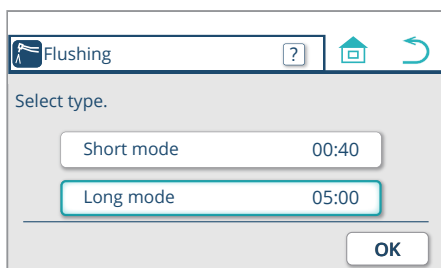 Flushing ?
Select type.
Short mode 00:40
Long mode 05:00
OK